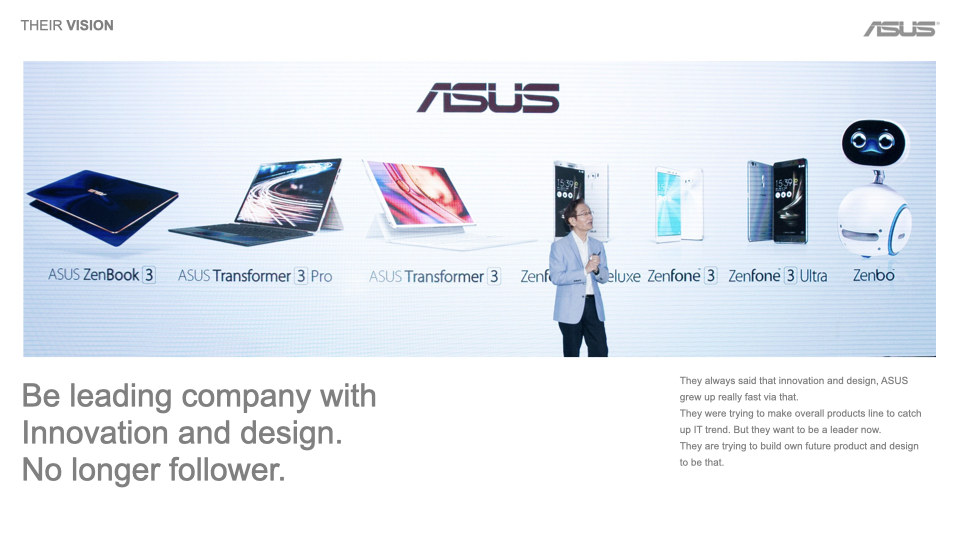 THEIR VISION
ASUS
ASUS
ASUS ZenBook 3
ASUS Transformer 3 Pro
ASUS Transformer 3
Zenf eluxe
Zenfone 3
Zenfone 3 Ultra
Zenbo
Be leading company with
Innovation and design.
No longer follower.
They always said that innovation and design, ASUS
grew up really fast via that.
They were trying to make overall products line to catch
up IT trend. But they want to be a leader now.
They are trying to build own future product and design
to be that.